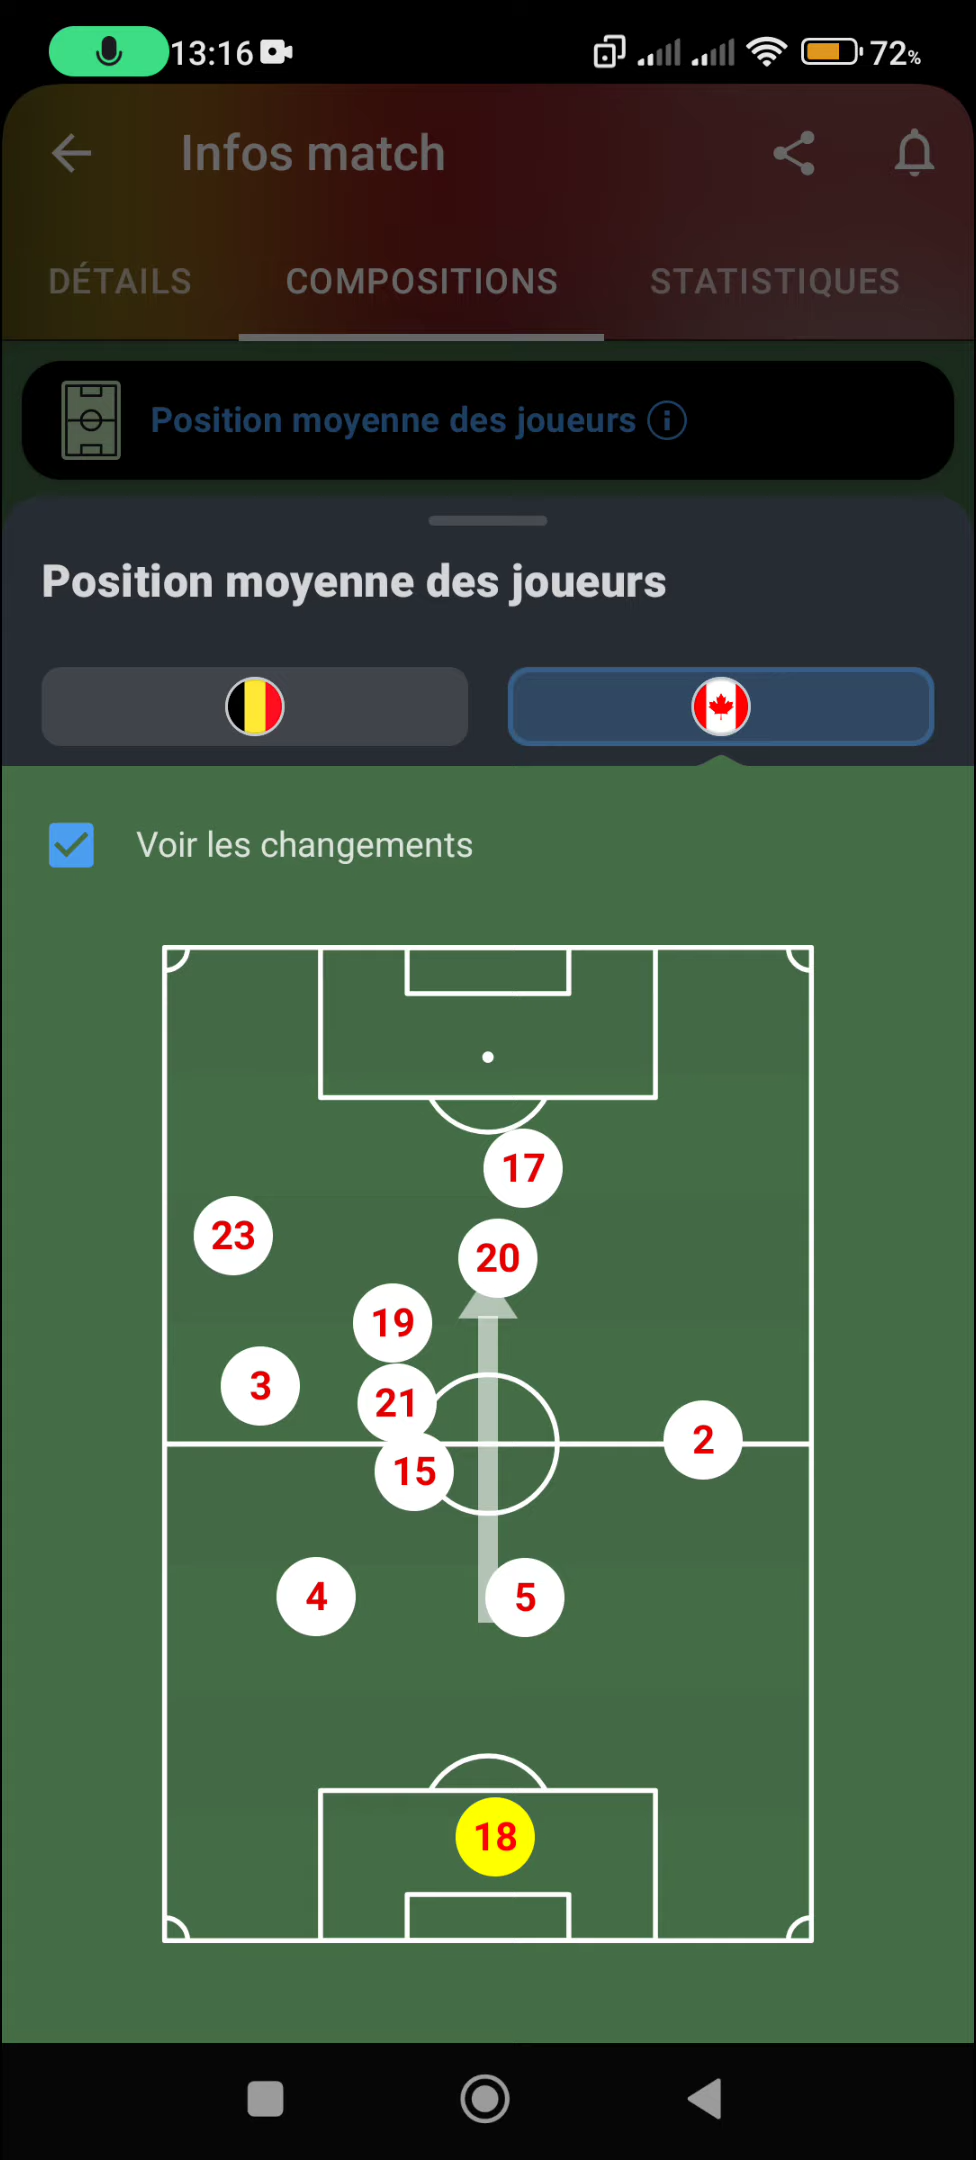 13:16
72%
Infos match
DÉTAILS
COMPOSITIONS
STATISTIQUES
Position moyenne des joueurs
Position moyenne des joueurs
Voir les changements
17
23
20
19
3
21
2
15
4
5
18